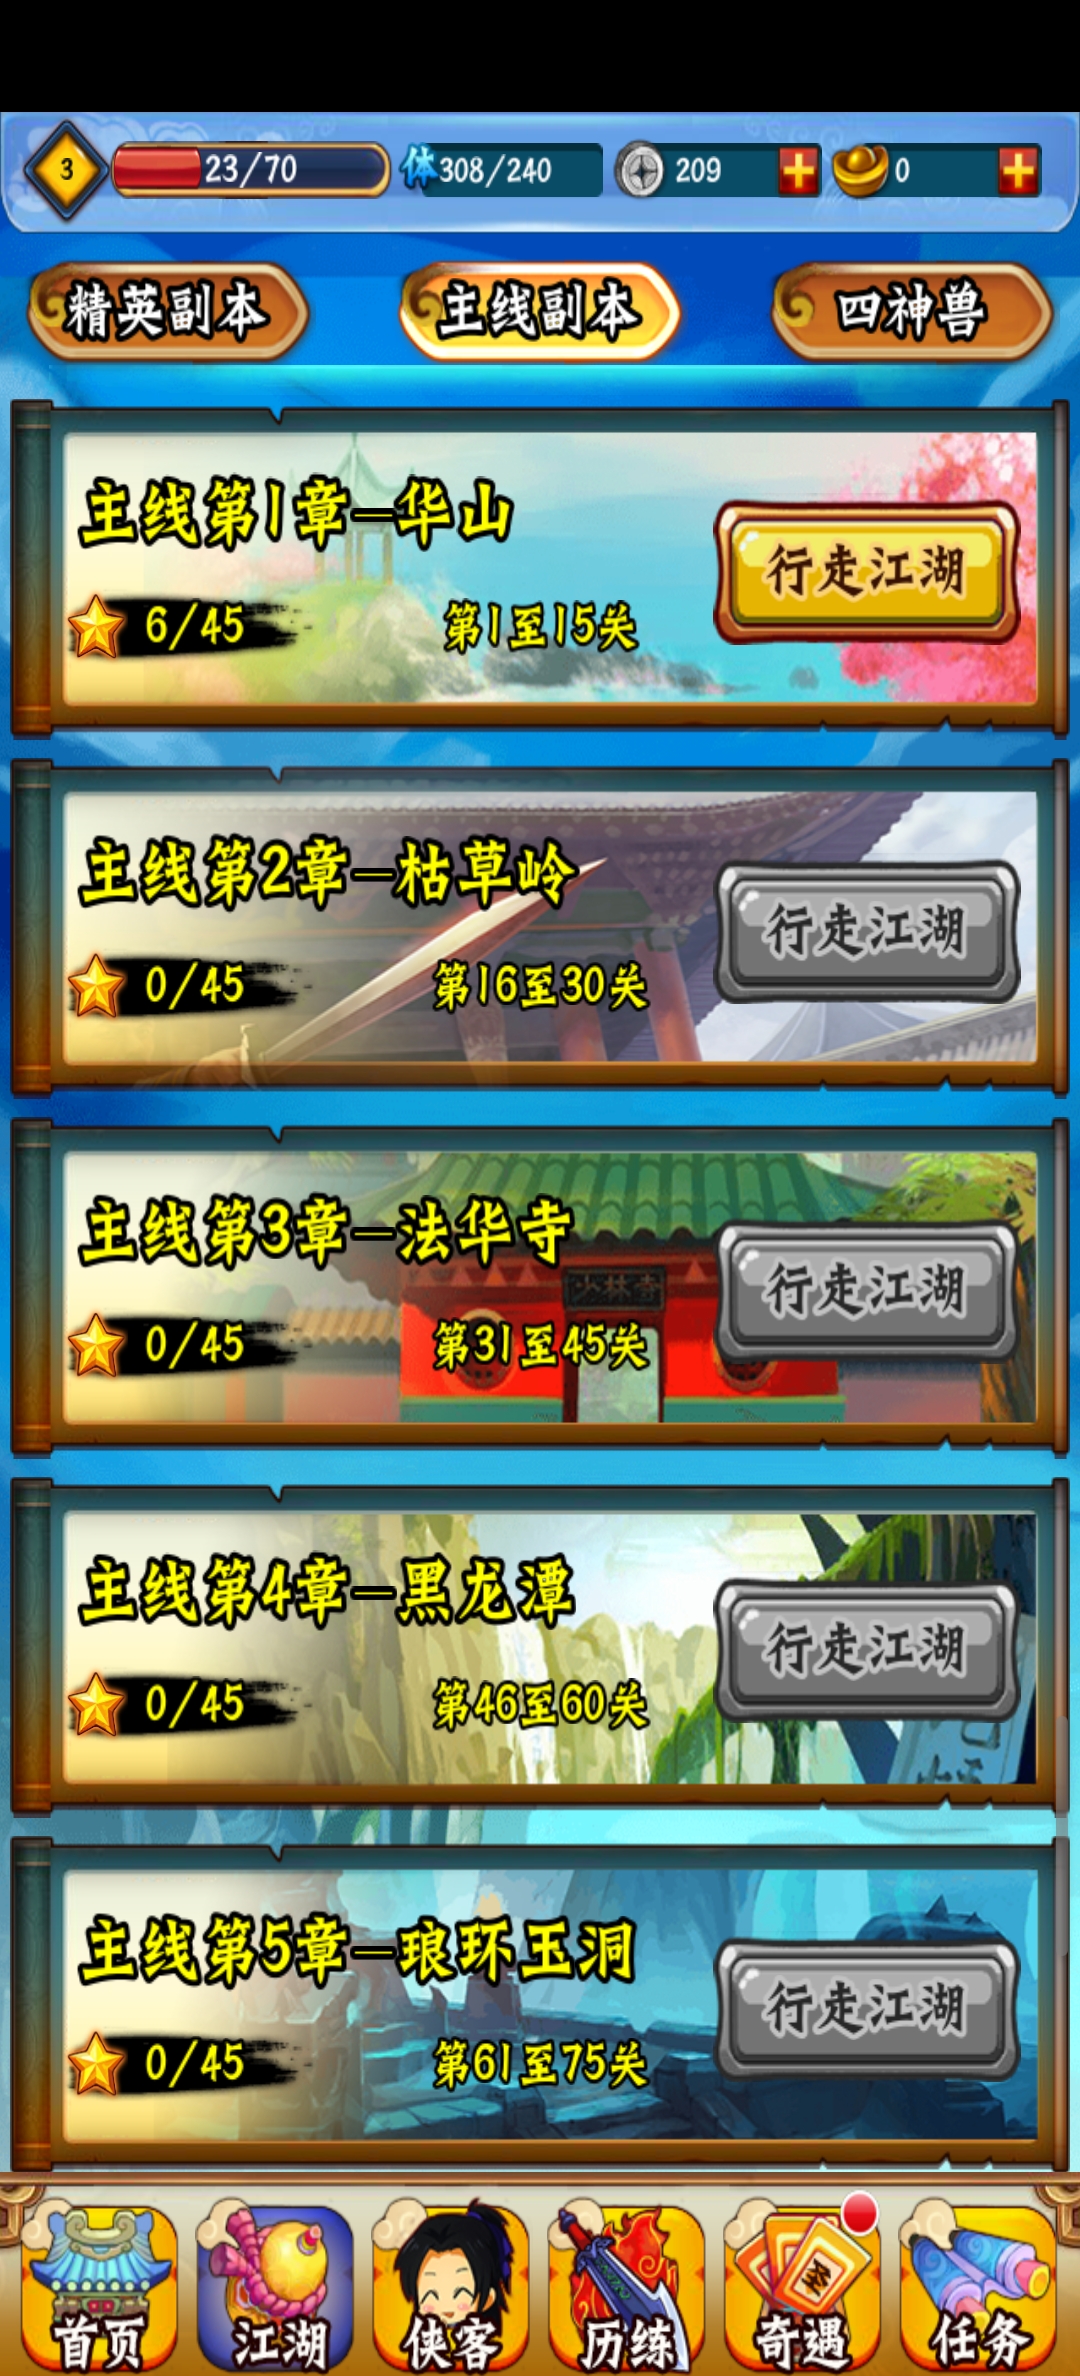 3 23/70 体308/240 209 0
精英副本 主线副本 四神兽
主线第1章—华山
行走江湖
6/45 第1至15关
主线第2章—枯草岭
行走江湖
0/45 第16至30关
主线第3章—法华寺
少林寺
行走江湖
0/45 第31至45关
主线第4章—黑龙潭
行走江湖
0/45 第46至60关
主线第5章—琅环玉洞
行走江湖
0/45 第61至75关
首页 江湖 侠客 历练 奇遇 任务